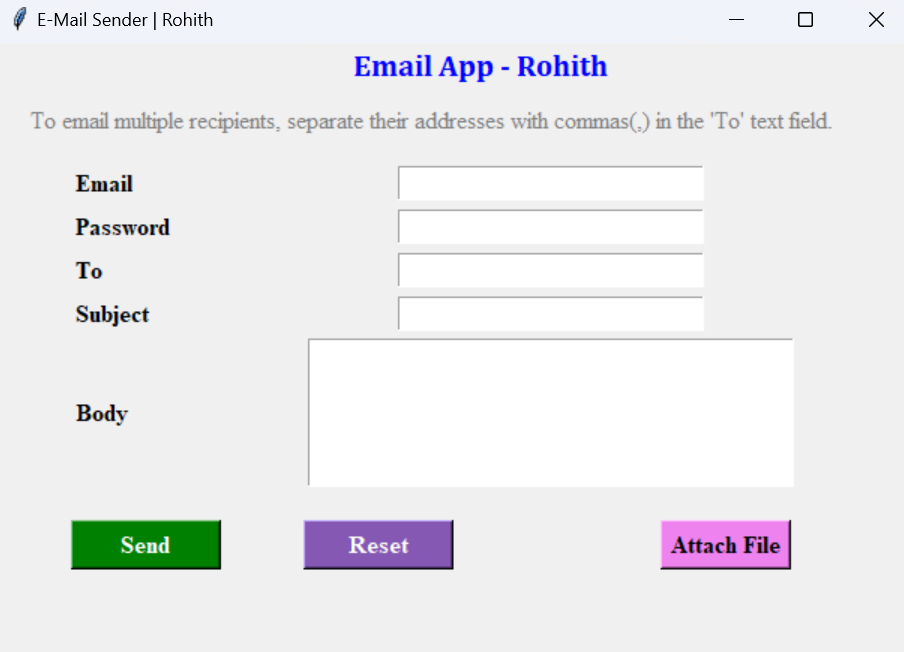 E-Mail Sender | Rohith
Email App - Rohith
To email multiple recipients, separate their addresses with commas(,) in the 'To' text field.
Email
Password
To
Subject
Body
Send
Reset
Attach File